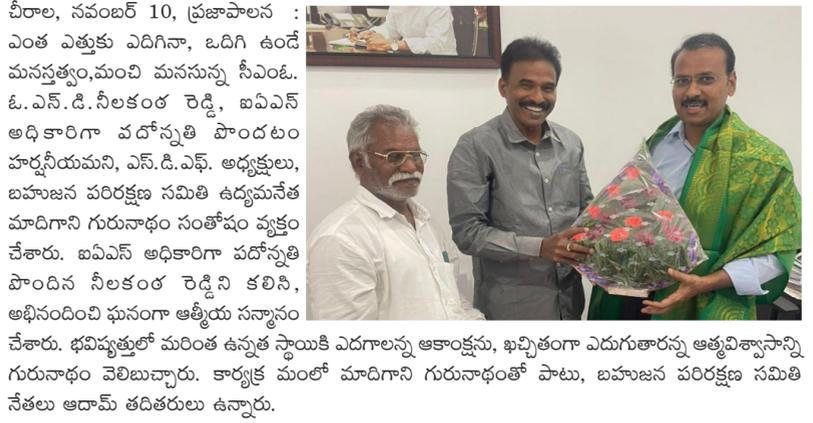 చీరాల, నవంబర్ 10, ప్రజాపాలన :
ఎంత ఎత్తుకు ఎదిగినా, ఒదిగి ఉండే
మనస్తత్వం,మంచి మనసున్న సీఎంఓ.
ఓ.ఎస్.డి.నీలకంఠ రెడ్డి, ఐఏఎస్
అధికారిగా వదోన్నతి పొందటం
హర్షనీయమని, ఎస్.డి.ఎఫ్. అధ్యక్షులు,
బహుజన పరిరక్షణ సమితి ఉద్యమనేత
మాదిగాని గురునాథం సంతోషం వ్యక్తం
చేశారు. ఐఏఎస్ అధికారిగా పదోన్నతి
పొందిన నీలకంఠ రెడ్డిని కలిసి,
అభినందించి ఘనంగా ఆత్మీయ సన్మానం
చేశారు. భవిష్యత్తులో మరింత ఉన్నత స్థాయికి ఎదగాలన్న ఆకాంక్షను, ఖచ్చితంగా ఎదుగుతారన్న ఆత్మవిశ్వాసాన్ని
గురునాథం వెలిబుచ్చారు. కార్యక్ర మంలో మాదిగాని గురునాథంతో పాటు, బహుజన పరిరక్షణ సమితి
నేతలు ఆదామ్ తదితరులు ఉన్నారు.